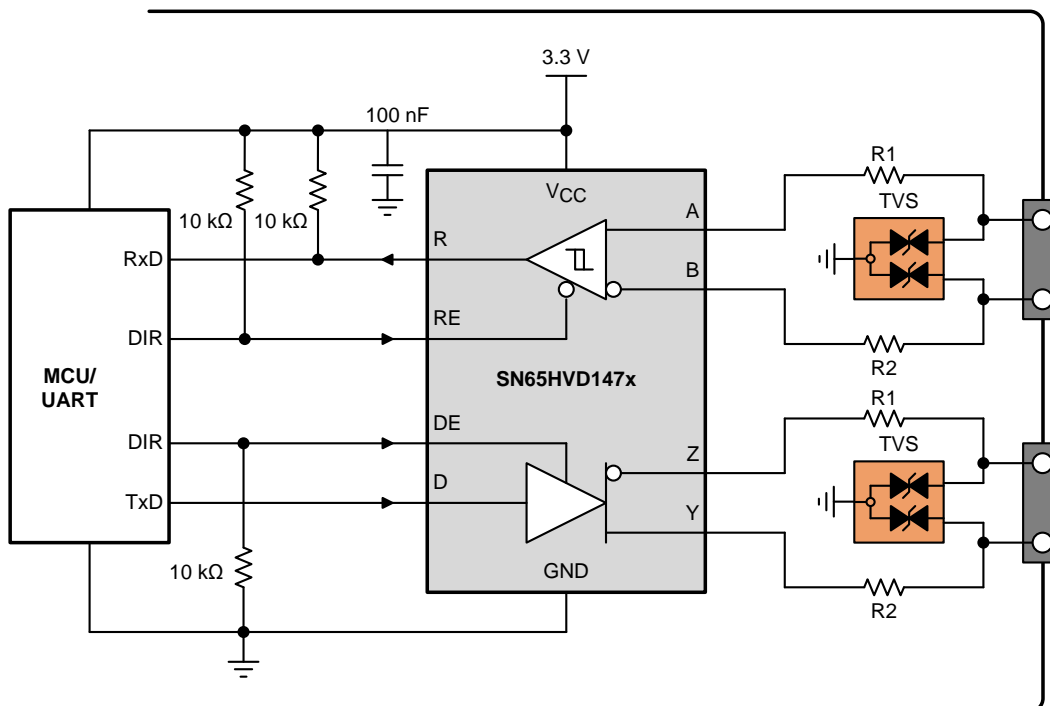 3.3 V
100 nF
10 kΩ
10 kΩ
VCC
R1
TVS
A
R
B
RxD
RE
DIR
R2
MCU/
UART
SN65HVD147x
R1
TVS
DIR
DE
Z
TxD
D
Y
10 kΩ
GND
R2